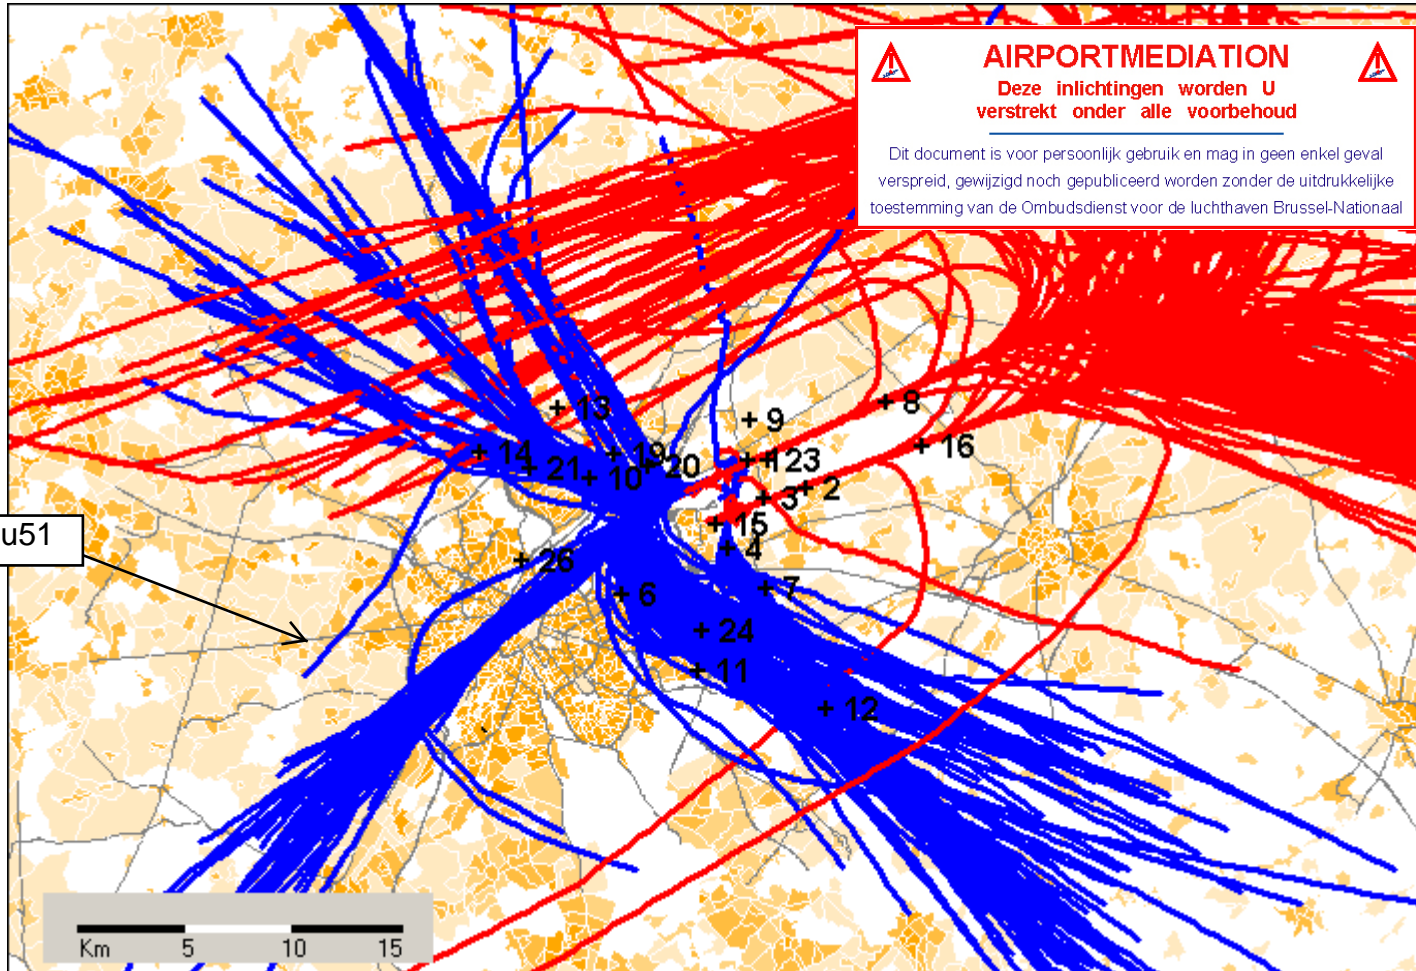 AIRPORTMEDIATION
Deze inlichtingen worden U
verstrekt onder alle voorbehoud
Dit document is voor persoonlijk gebruik en mag in geen enkel geval
verspreid, gewijzigd noch gepubliceerd worden zonder de uitdrukkelijke
toestemming van de Ombudsdienst voor de luchthaven Brussel-Nationaal
+ 8
+ 13
+ 9
+ 16
+ 14
+ 19
+ 23
+ 21
+ 20
+ 10
+ 2
+ 3
+ 15
u51
+ 4
+ 26
+ 6
+ 7
+ 24
+ 11
+ 12
Km 5 10 15